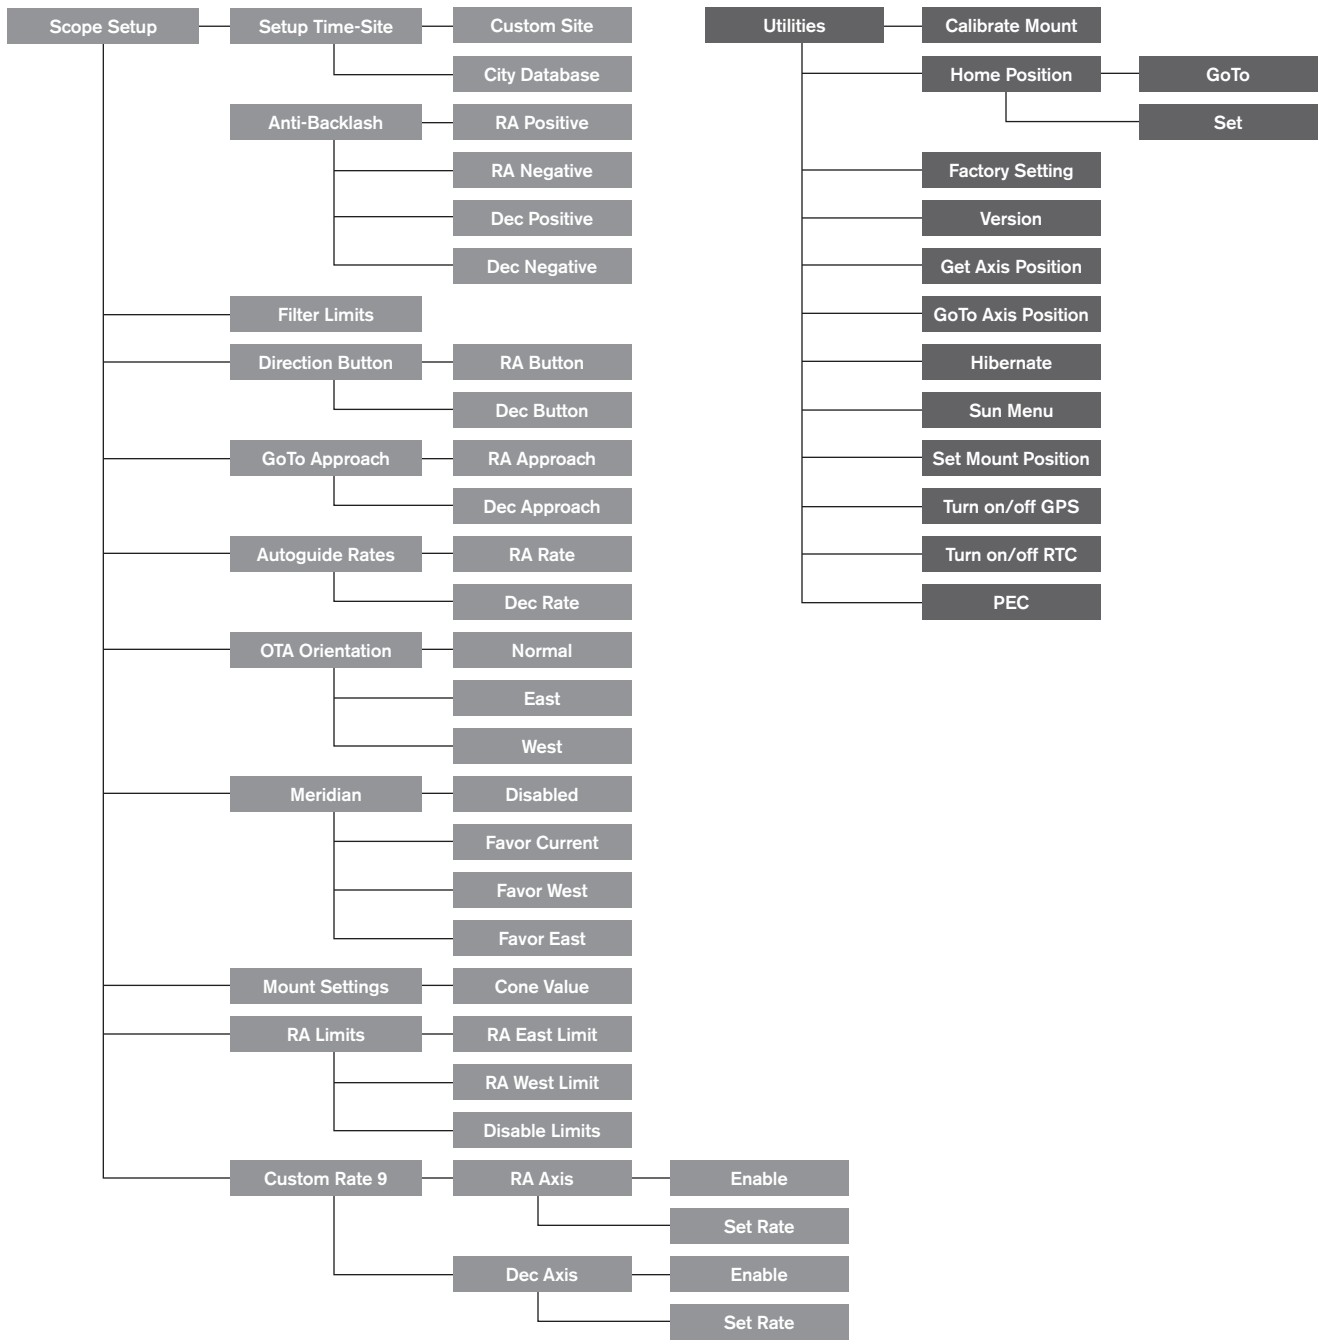 Scope Setup
Setup Time-Site
Custom Site
City Database
Anti-Backlash
RA Positive
RA Negative
Dec Positive
Dec Negative
Filter Limits
Direction Button
RA Button
Dec Button
GoTo Approach
RA Approach
Dec Approach
Autoguide Rates
RA Rate
Dec Rate
OTA Orientation
Normal
East
West
Meridian
Disabled
Favor Current
Favor West
Favor East
Mount Settings
Cone Value
RA Limits
RA East Limit
RA West Limit
Disable Limits
Custom Rate 9
RA Axis
Enable
Set Rate
Dec Axis
Enable
Set Rate
Utilities
Calibrate Mount
Home Position
GoTo
Set
Factory Setting
Version
Get Axis Position
GoTo Axis Position
Hibernate
Sun Menu
Set Mount Position
Turn on/off GPS
Turn on/off RTC
PEC